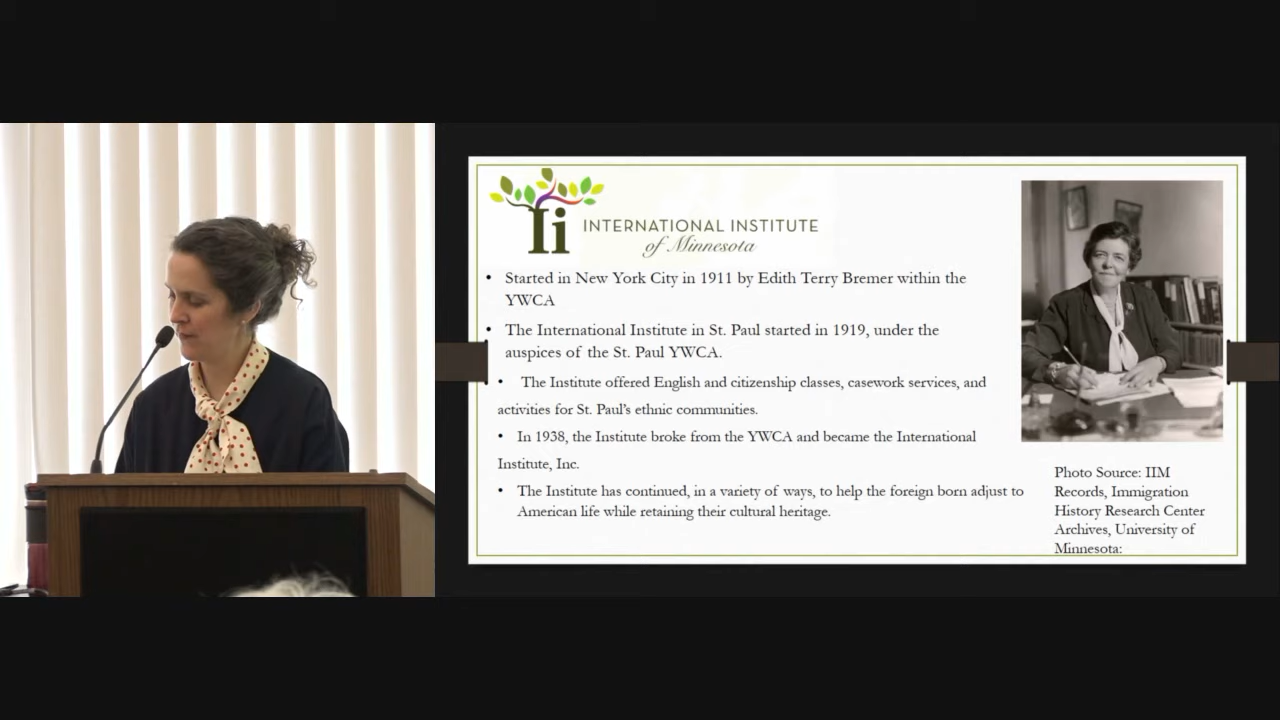 Ii INTERNATIONAL INSTITUTE
of Minnesota
• Started in New York City in 1911 by Edith Terry Bremer within the
YWCA
• The International Institute in St. Paul started in 1919, under the
auspices of the St. Paul YWCA.
• The Institute offered English and citizenship classes, casework services, and
activities for St. Paul's ethnic communities.
• In 1938, the Institute broke from the YWCA and became the International
Institute, Inc.
• The Institute has continued, in a variety of ways, to help the foreign born adjust to
American life while retaining their cultural heritage.
Photo Source: IIM
Records, Immigration
History Research Center
Archives, University of
Minnesota: